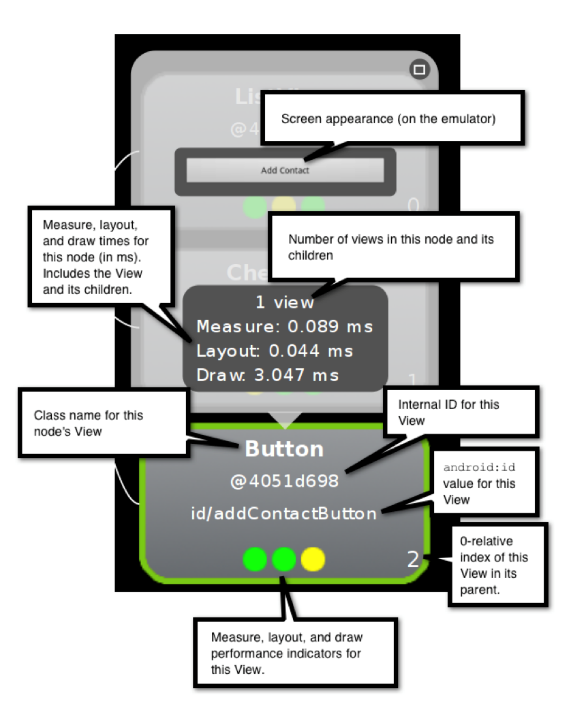 Screen appearance (on the emulator)
@4
Add Contact
0
Measure, layout,
and draw times for
this node (in ms).
Includes the View
and its children.
Number of views in this node and its
children
Che
1 view
Measure: 0.089 ms
Layout: 0.044 ms
Draw: 3.047 ms
1
Class name for this
node's View
Internal ID for this
View
Button
@4051d698
android:id
value for this
View
id/addContactButton
0-relative
index of this
View in its
parent.
2
Measure, layout, and draw
performance indicators for
this View.